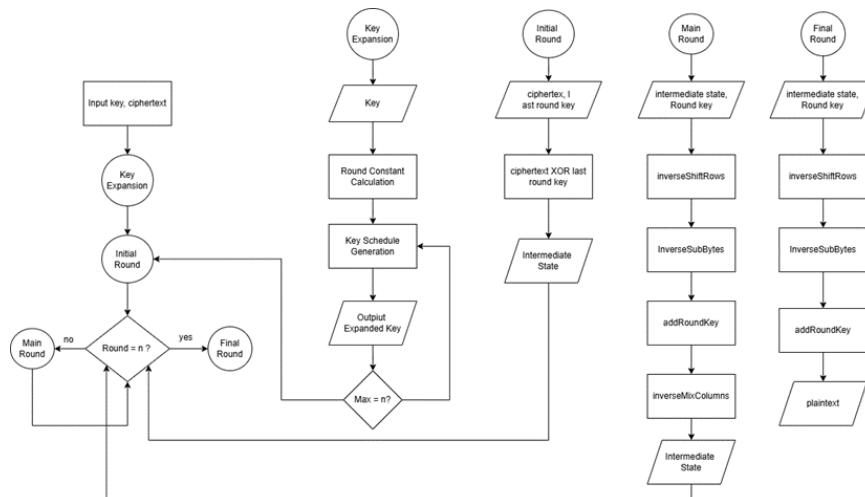 Input key, ciphertext
Key
Expansion
Initial
Round
Round = n ?
no
yes
Main
Round
Final
Round
Key
Expansion
Key
Round Constant
Calculation
Key Schedule
Generation
Outpiut
Expanded Key
Max = n?
Initial
Round
ciphertex, l
ast round key
ciphertext XOR last
round key
Intermediate
State
Main
Round
intermediate state,
Round key
inverseShiftRows
InverseSubBytes
addRoundKey
inverseMixColumns
Intermediate
State
Final
Round
intermediate state,
Round key
inverseShiftRows
InverseSubBytes
addRoundKey
plaintext